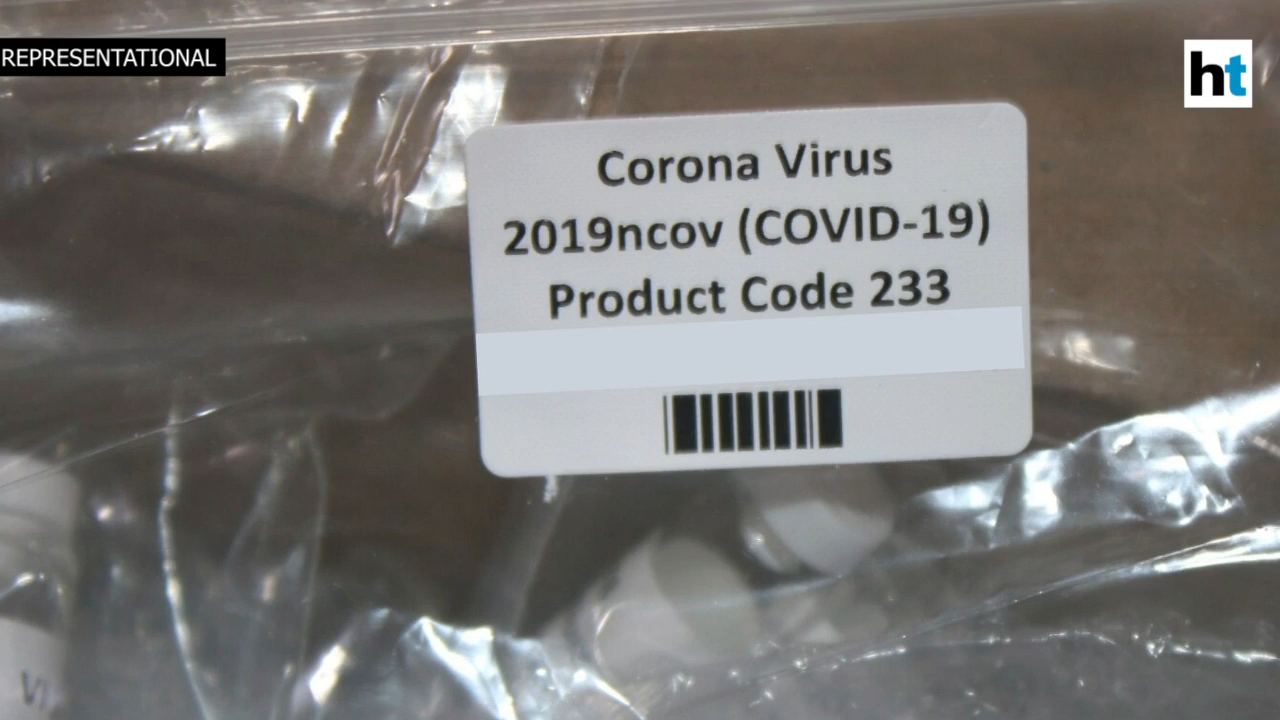 REPRESENTATIONAL
ht
Corona Virus
2019ncov (COVID-19)
Product Code 233